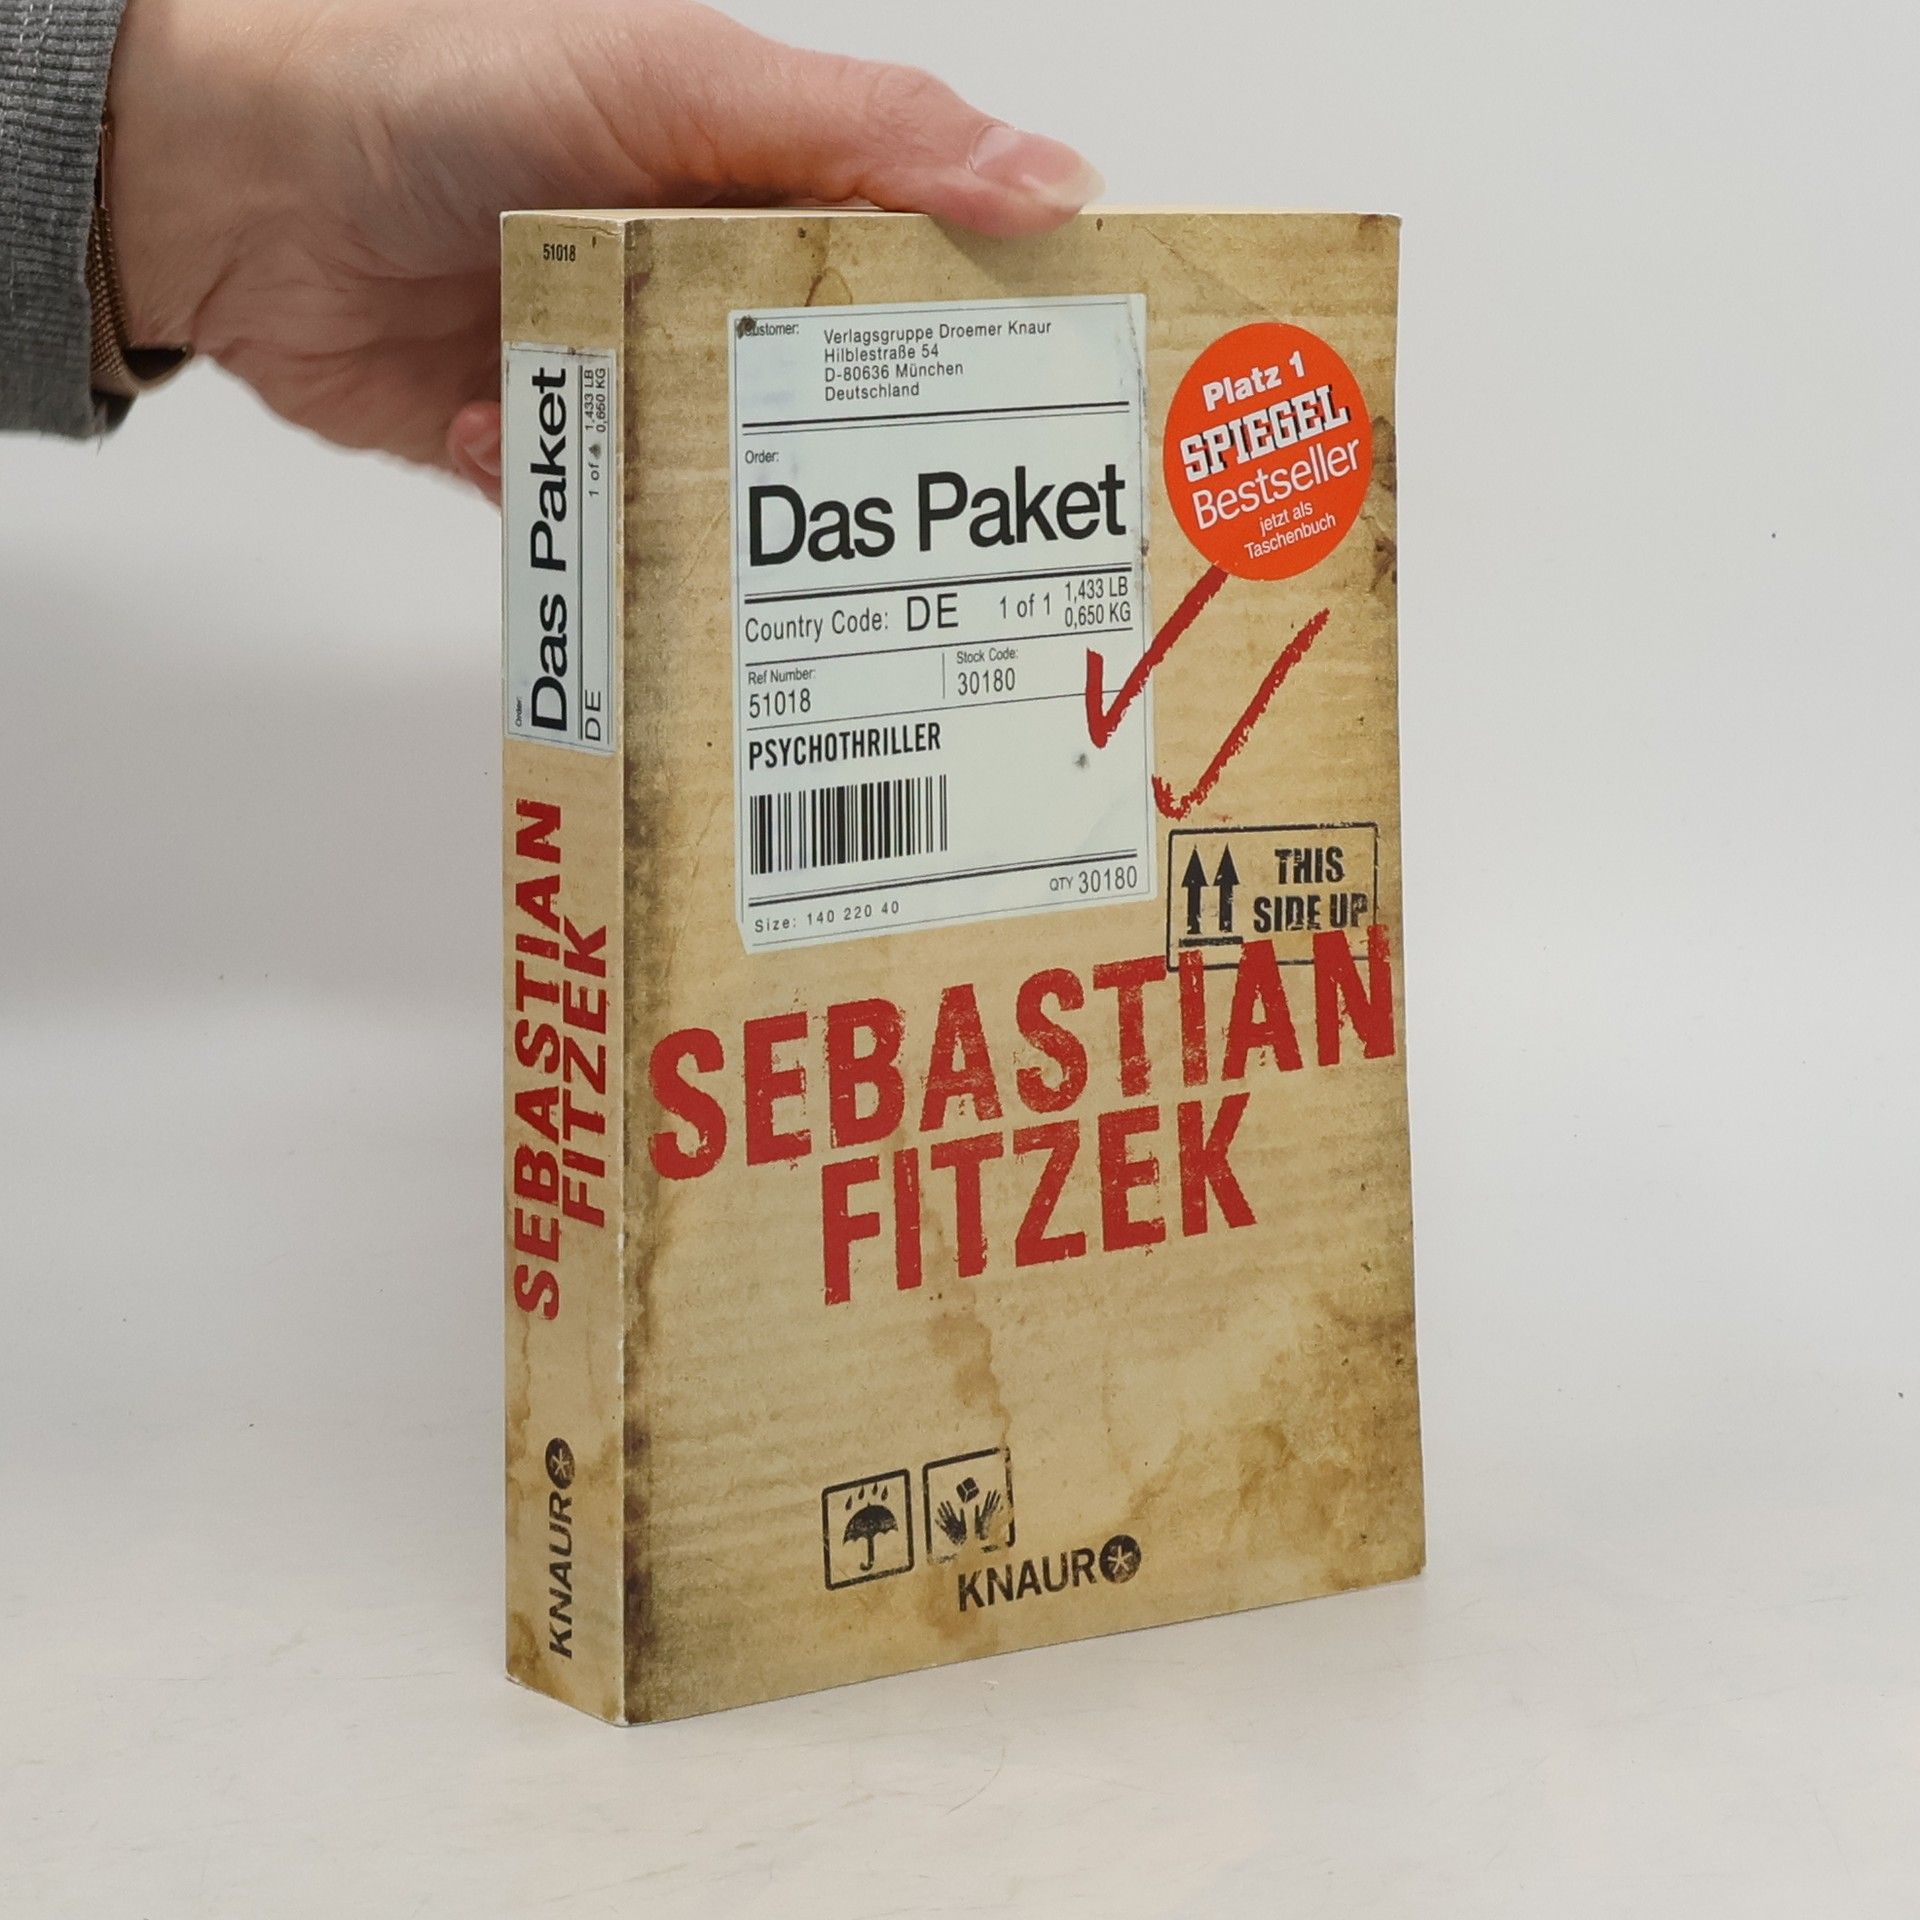 51018
Order:
Das Paket
DE
1 of
1,433 LB
0,650 KG
SEBASTIAN
FITZEK
KNAUR
Customer:
Verlagsgruppe Droemer Knaur
Hilblestraße 54
D-80636 München
Deutschland
Order:
Das Paket
Country Code: DE
1 of 1
1,433 LB
0,650 KG
Ref Number:
51018
Stock Code:
30180
PSYCHOTHRILLER
QTY 30180
Size: 140 220 40
Platz 1
SPIEGEL
Bestseller
jetzt als
Taschenbuch
THIS
SIDE UP
SEBASTIAN
FITZEK
KNAUR